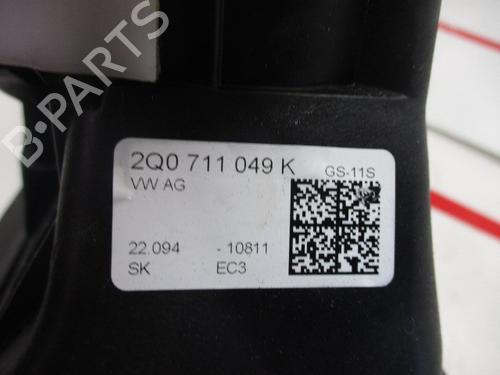 B-PARTS
2Q0 711 049 K GS-11S
VW AG
22.094 - 10811
SK EC3